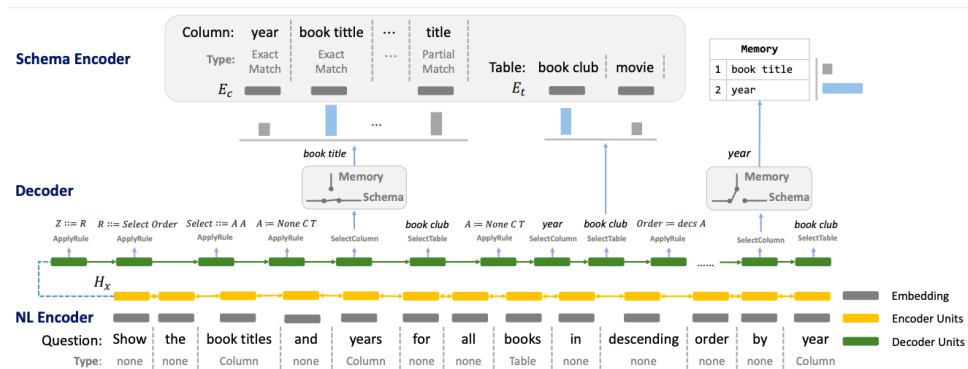 Column: year book tittle ... title
Schema Encoder
Type: Exact Match Exact Match ... Partial Match
Table: book club movie
E_c
E_t
Memory
1 book title
2 year
...
book title
year
Memory
Schema
Memory
Schema
Decoder
Z ::= R R ::= Select Order Select ::= A A A ::= None C T book club A ::= None C T year book club Order ::= decs A book club
ApplyRule ApplyRule ApplyRule ApplyRule SelectColumn SelectTable ApplyRule SelectColumn SelectTable ApplyRule SelectColumn SelectTable
......
H_x
NL Encoder
Embedding
Encoder Units
Decoder Units
Question: Show the book titles and years for all books in descending order by year
Type: none none Column none Column none none Table none none none none Column